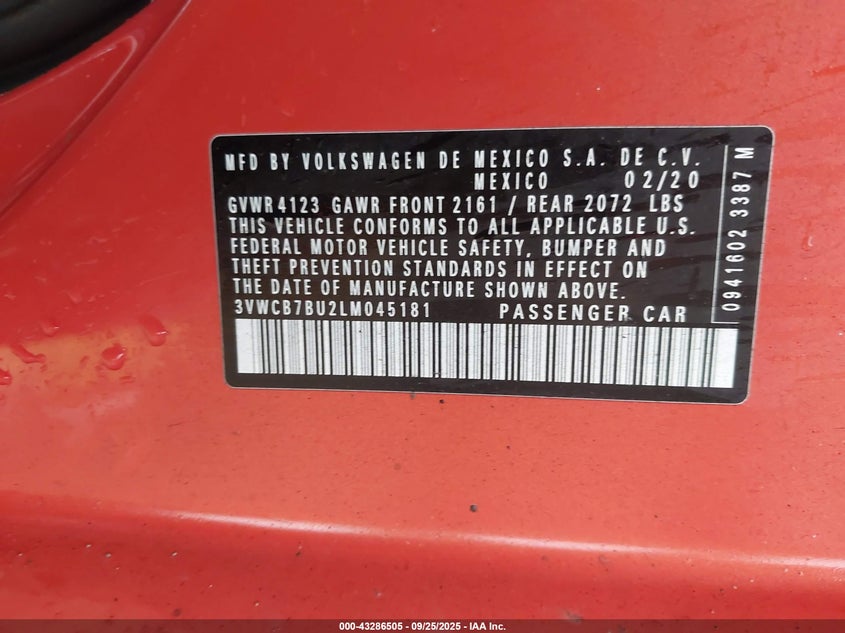 MFD BY VOLKSWAGEN DE MEXICO S.A. DE C.V.
MEXICO 02/20
GVWR 4123 GAWR FRONT 2161 / REAR 2072 LBS
THIS VEHICLE CONFORMS TO ALL APPLICABLE U.S.
FEDERAL MOTOR VEHICLE SAFETY, BUMPER AND
THEFT PREVENTION STANDARDS IN EFFECT ON
THE DATE OF MANUFACTURE SHOWN ABOVE.
3VWCB7BU2LM045181 PASSENGER CAR
0941602 3387 M
000-43286505 - 09/25/2025 - IAA Inc.